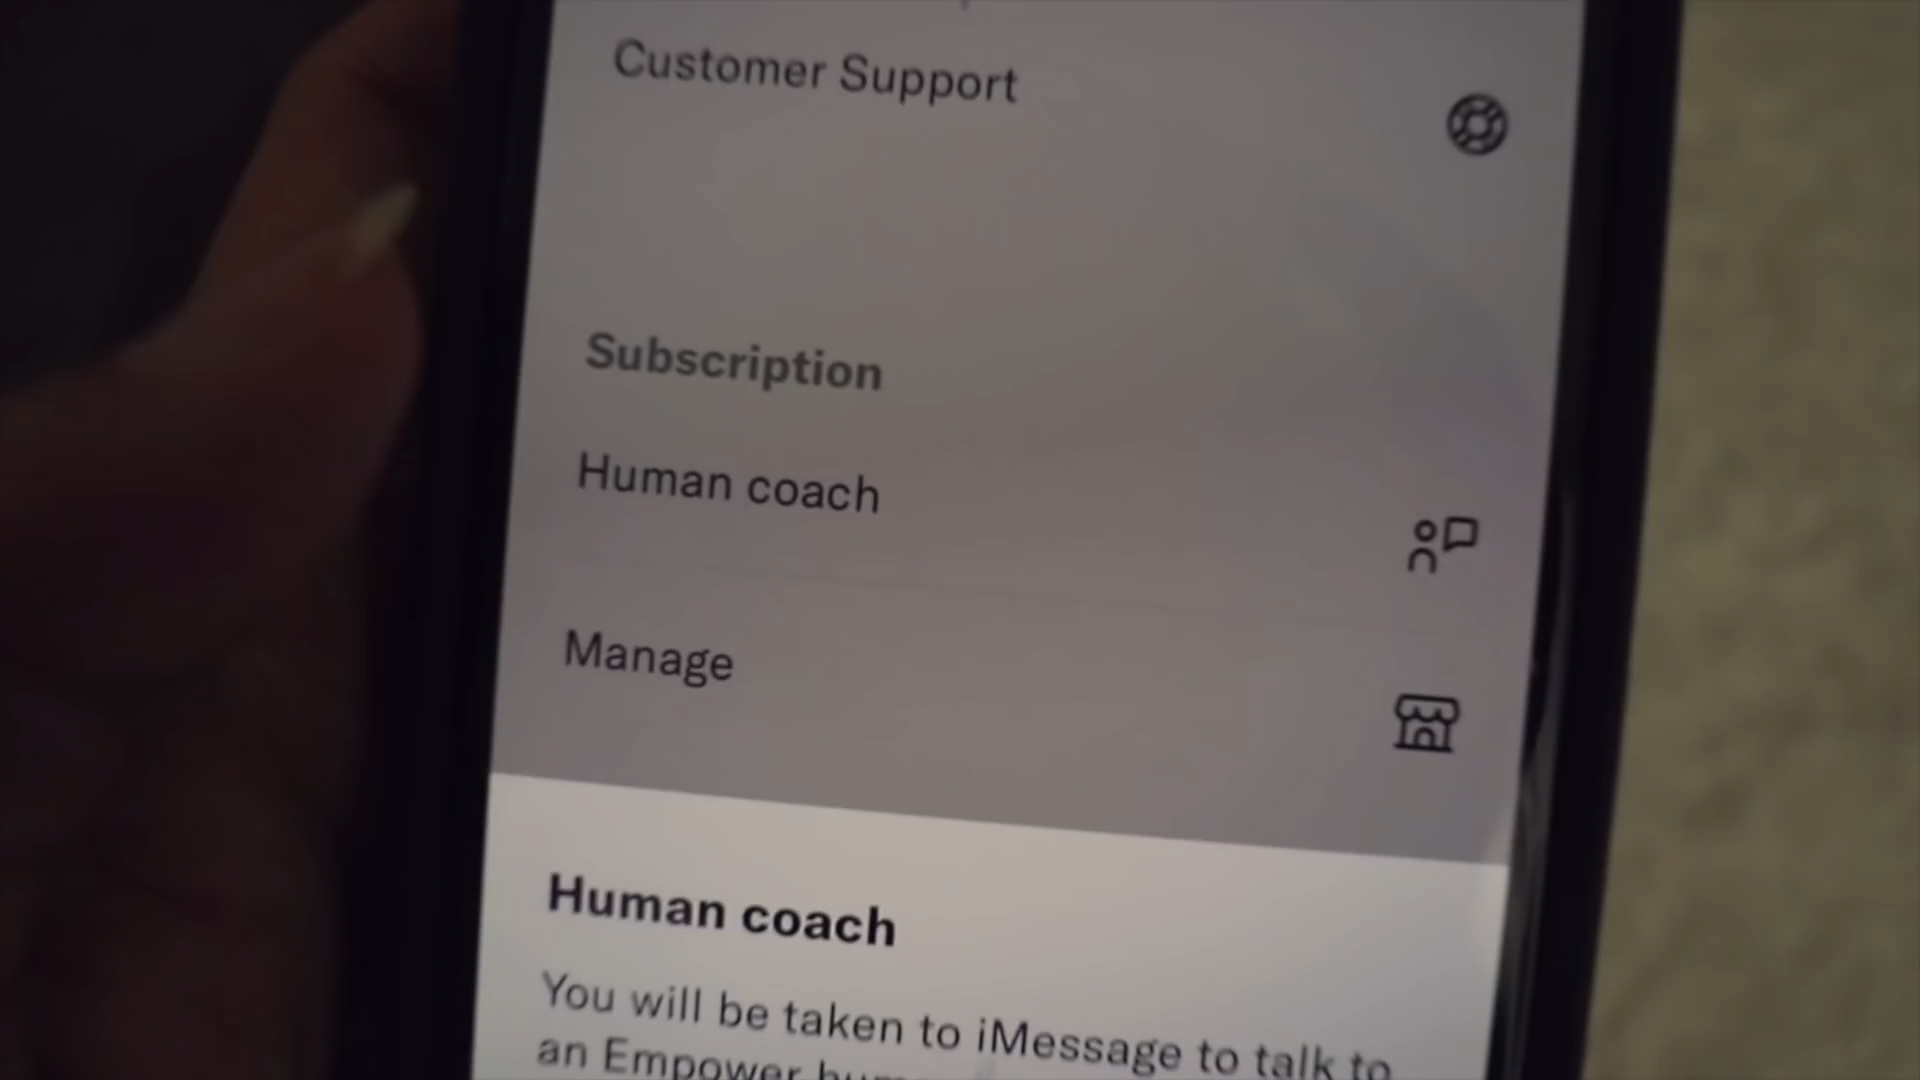 Customer Support
Subscription
Human coach
Manage
Human coach
You will be taken to iMessage to talk to
an Empower